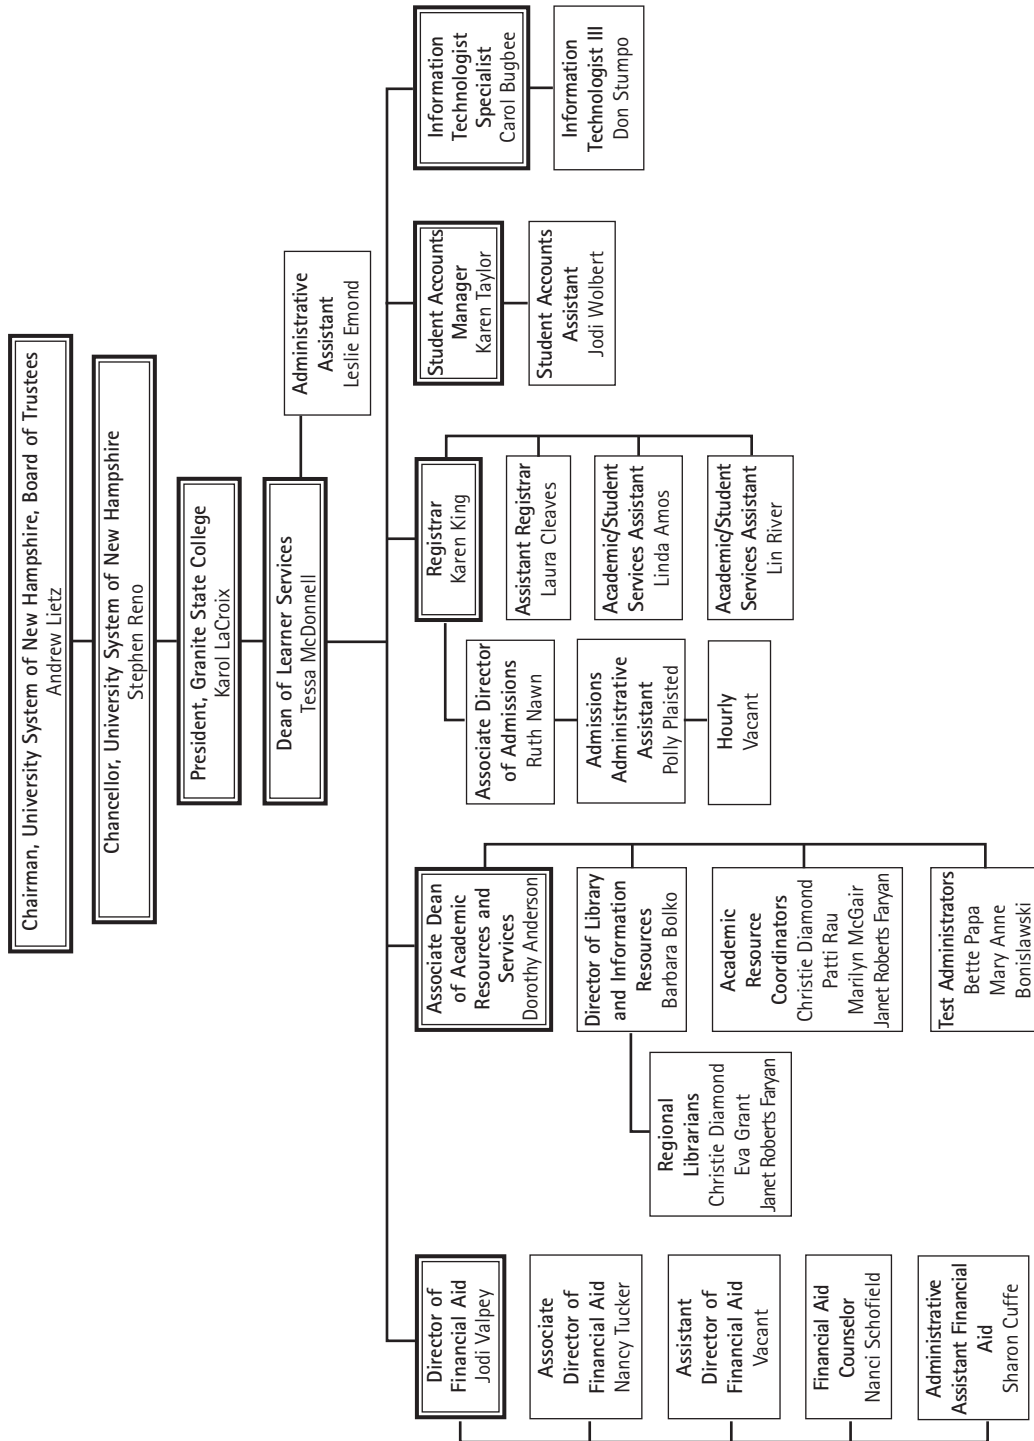 Chairman, University System of New Hampshire, Board of Trustees
Andrew Lietz
Chancellor, University System of New Hampshire
Stephen Reno
President, Granite State College
Karol LaCroix
Dean of Learner Services
Tessa McDonnell
Administrative
Assistant
Leslie Emond
Director of
Financial Aid
Jodi Valpey
Associate
Director of
Financial Aid
Nancy Tucker
Assistant
Director of
Financial Aid
Vacant
Financial Aid
Counselor
Nanci Schofield
Administrative
Assistant Financial
Aid
Sharon Cuffe
Associate Dean
of Academic
Resources and
Services
Dorothy Anderson
Director of Library
and Information
Resources
Barbara Bolko
Regional
Librarians
Christie Diamond
Eva Grant
Janet Roberts Faryan
Academic
Resource
Coordinators
Christie Diamond
Patti Rau
Marilyn McGair
Janet Roberts Faryan
Test Administrators
Bette Papa
Mary Anne
Bonislawski
Registrar
Karen King
Associate Director
of Admissions
Ruth Nawn
Admissions
Administrative
Assistant
Polly Plaisted
Hourly
Vacant
Assistant Registrar
Laura Cleaves
Academic/Student
Services Assistant
Linda Amos
Academic/Student
Services Assistant
Lin River
Student Accounts
Manager
Karen Taylor
Student Accounts
Assistant
Jodi Wolbert
Information
Technologist
Specialist
Carol Bugbee
Information
Technologist III
Don Stumpo